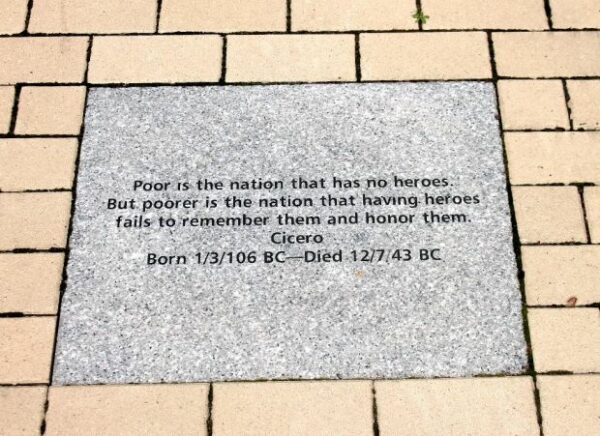 Poor is the nation that has no heroes.
But poorer is the nation that having heroes
fails to remember them and honor them.
Cicero
Born 1/3/106 BC—Died 12/7/43 BC